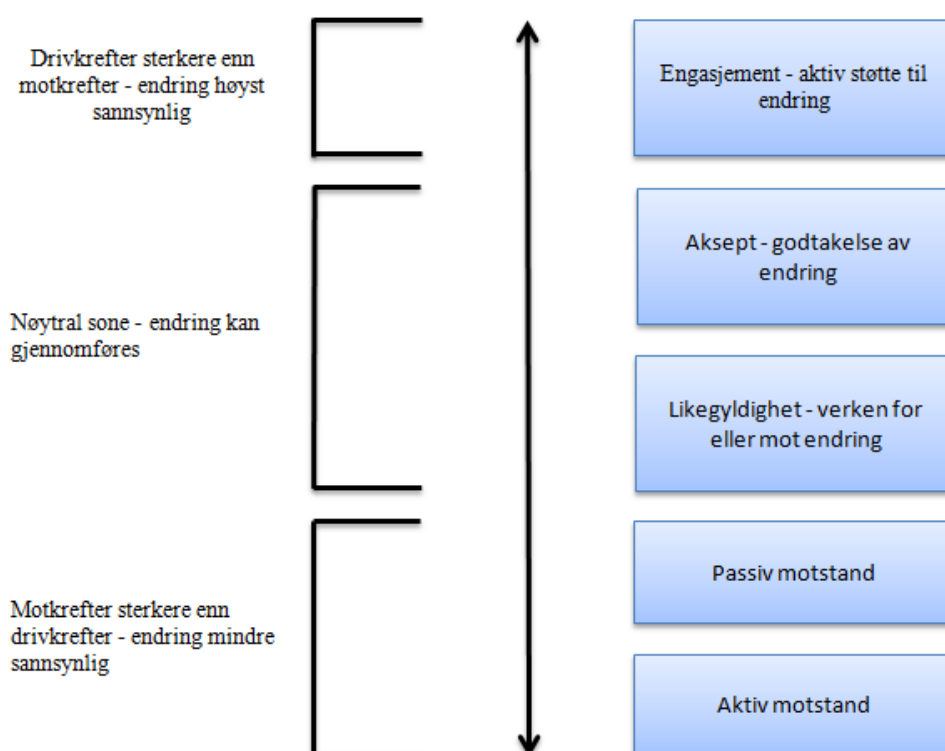 Drivkrefter sterkere enn
motkrefter - endring høyst
sannsynlig
Engasjement - aktiv støtte til
endring
Aksept - godtakelse av
endring
Nøytral sone - endring kan
gjennomføres
Likegyldighet - verken for
eller mot endring
Passiv motstand
Motkrefter sterkere enn
drivkrefter - endring mindre
sannsynlig
Aktiv motstand